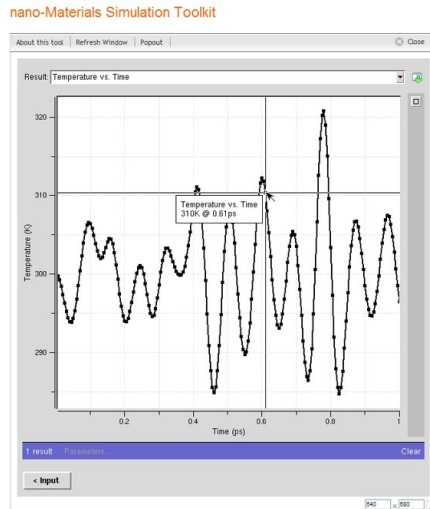 nano-Materials Simulation Toolkit
About this tool Refresh Window Popout Close
Result: Temperature vs. Time
320
310
Temperature vs. Time
310K @ 0.61ps
Temperature (K)
300
290
0.2 0.4 0.6 0.8 1
Time (ps)
1 result Parameters... Clear
< Input
640 x 680